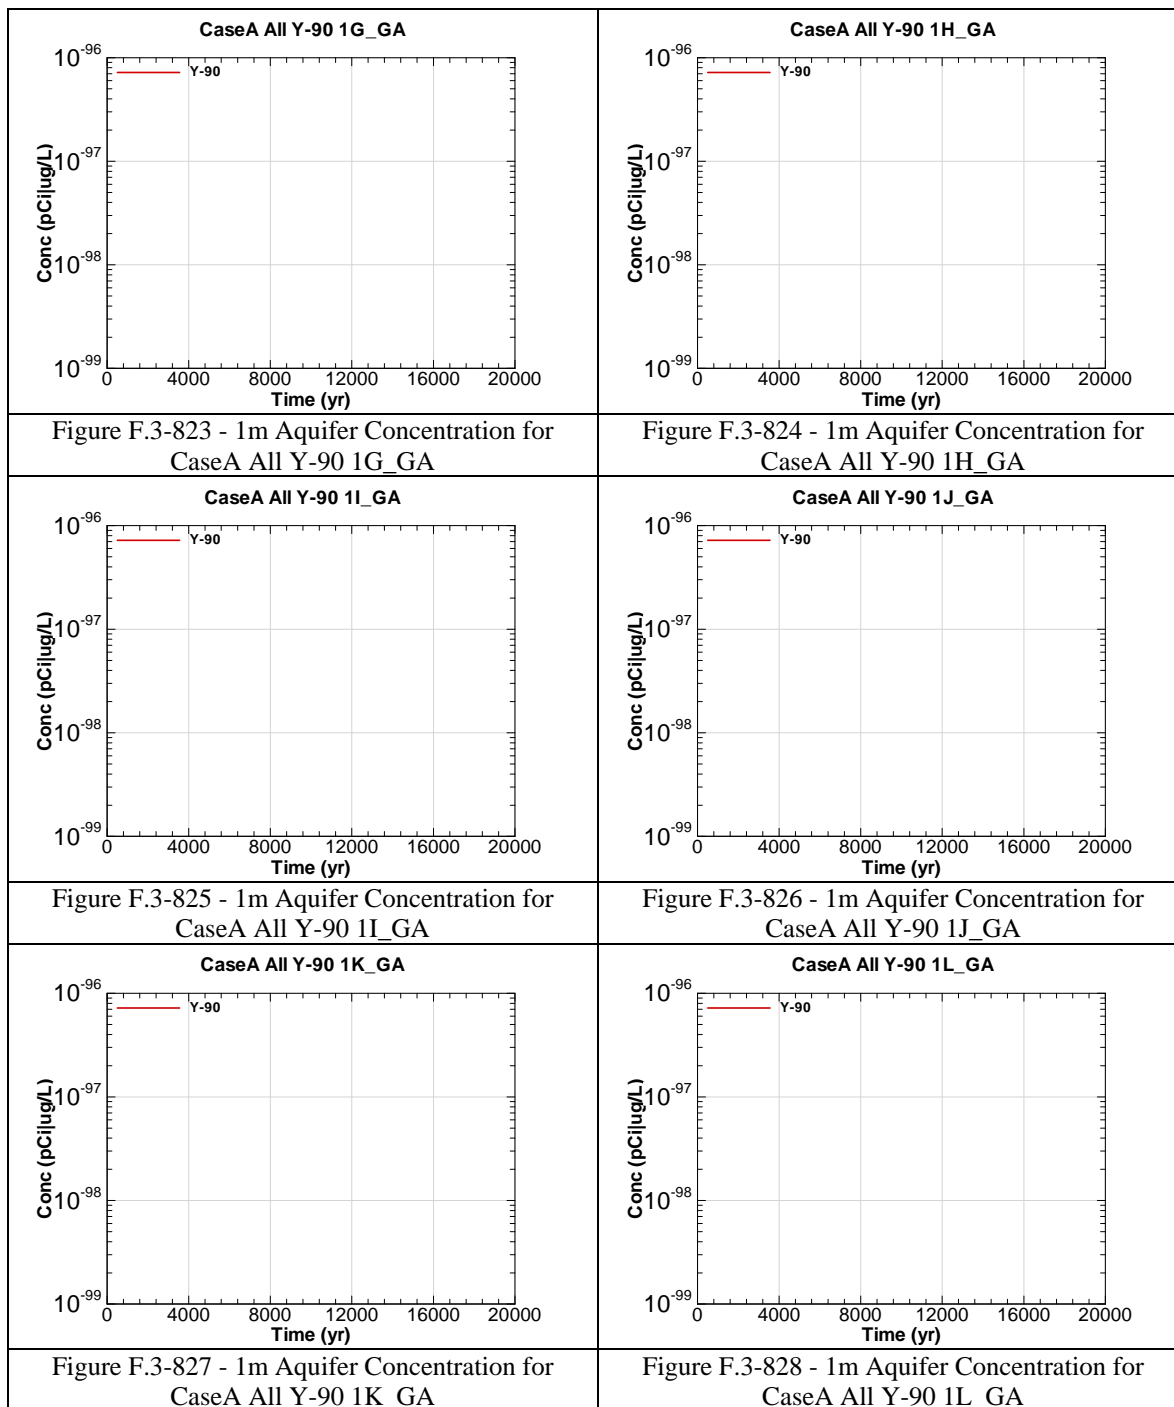 CaseA All Y-90 1G_GA
Y-90
Conc (pCi|ug/L)
10-96
10-97
10-98
10-99
0 4000 8000 12000 16000 20000
Time (yr)
Figure F.3-823 - 1m Aquifer Concentration for
CaseA All Y-90 1G_GA
CaseA All Y-90 1H_GA
Y-90
Conc (pCi|ug/L)
10-96
10-97
10-98
10-99
0 4000 8000 12000 16000 20000
Time (yr)
Figure F.3-824 - 1m Aquifer Concentration for
CaseA All Y-90 1H_GA
CaseA All Y-90 1I_GA
Y-90
Conc (pCi|ug/L)
10-96
10-97
10-98
10-99
0 4000 8000 12000 16000 20000
Time (yr)
Figure F.3-825 - 1m Aquifer Concentration for
CaseA All Y-90 1I_GA
CaseA All Y-90 1J_GA
Y-90
Conc (pCi|ug/L)
10-96
10-97
10-98
10-99
0 4000 8000 12000 16000 20000
Time (yr)
Figure F.3-826 - 1m Aquifer Concentration for
CaseA All Y-90 1J_GA
CaseA All Y-90 1K_GA
Y-90
Conc (pCi|ug/L)
10-96
10-97
10-98
10-99
0 4000 8000 12000 16000 20000
Time (yr)
Figure F.3-827 - 1m Aquifer Concentration for
CaseA All Y-90 1K_GA
CaseA All Y-90 1L_GA
Y-90
Conc (pCi|ug/L)
10-96
10-97
10-98
10-99
0 4000 8000 12000 16000 20000
Time (yr)
Figure F.3-828 - 1m Aquifer Concentration for
CaseA All Y-90 1L_GA